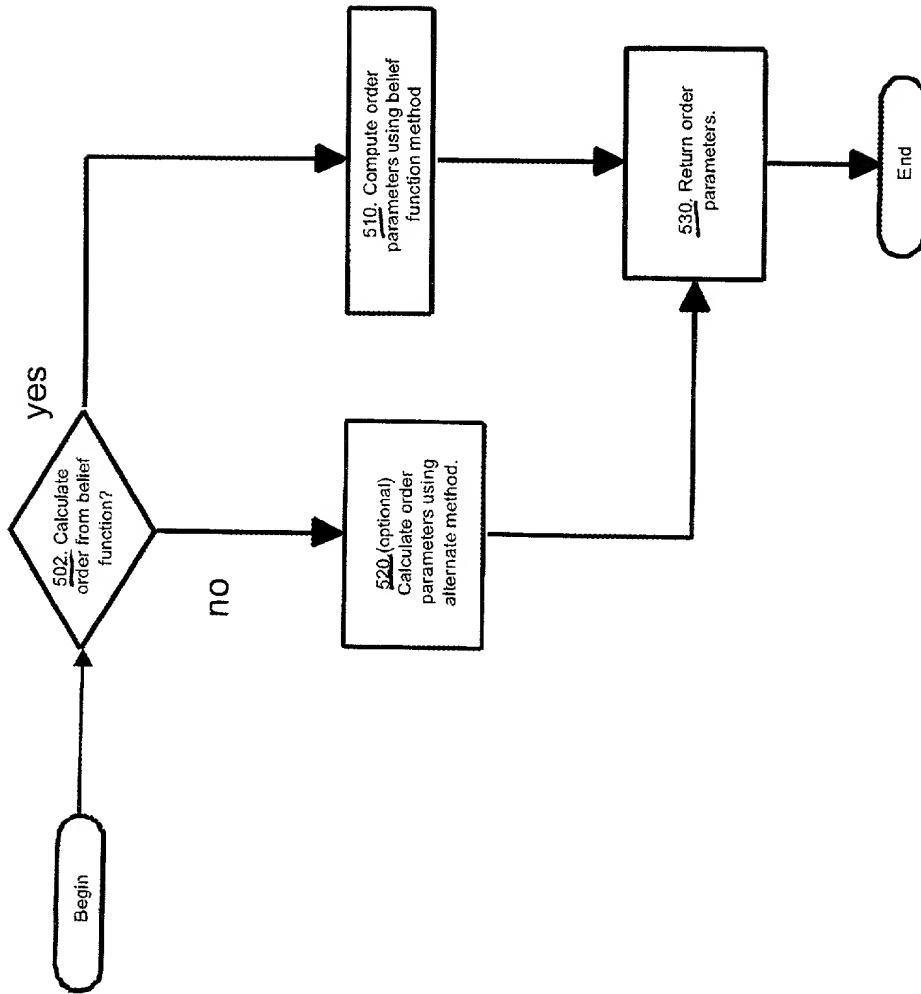 Begin
502. Calculate
order from belief
function?
yes
no
510. Compute order
parameters using belief
function method
520.(optional)
Calculate order
parameters using
alternate method.
530. Return order
parameters.
End